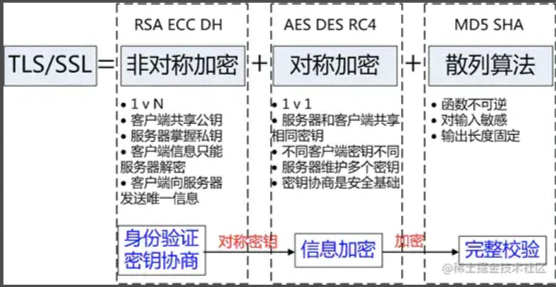 RSA ECC DH
AES DES RC4
MD5 SHA
TLS/SSL
=
非对称加密
+
对称加密
+
散列算法
• 1 v N
• 客户端共享公钥
• 服务器掌握私钥
• 客户端信息只能
服务器解密
• 客户端向服务器
发送唯一信息
• 1 v 1
• 服务器和客户端共享
相同密钥
• 不同客户端密钥不同
• 服务器维护多个密钥
• 密钥协商是安全基础
• 函数不可逆
• 对输入敏感
• 输出长度固定
身份验证
密钥协商
对称密钥
信息加密
加密
完整校验
@稀土掘金技术社区